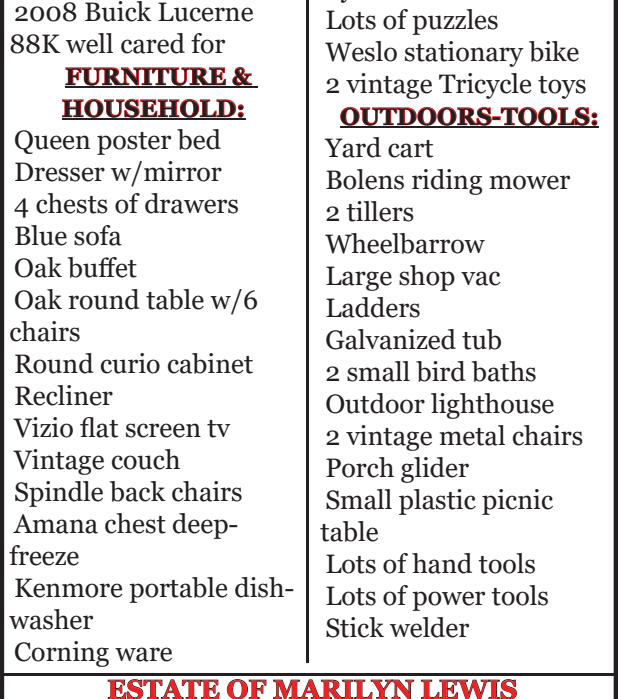 2008 Buick Lucerne
88K well cared for
FURNITURE &
HOUSEHOLD:
Queen poster bed
Dresser w/mirror
4 chests of drawers
Blue sofa
Oak buffet
Oak round table w/6
chairs
Round curio cabinet
Recliner
Vizio flat screen tv
Vintage couch
Spindle back chairs
Amana chest deep-
freeze
Kenmore portable dish-
washer
Corning ware
Lots of puzzles
Weslo stationary bike
2 vintage Tricycle toys
OUTDOORS-TOOLS:
Yard cart
Bolens riding mower
2 tillers
Wheelbarrow
Large shop vac
Ladders
Galvanized tub
2 small bird baths
Outdoor lighthouse
2 vintage metal chairs
Porch glider
Small plastic picnic
table
Lots of hand tools
Lots of power tools
Stick welder
ESTATE OF MARILYN LEWIS